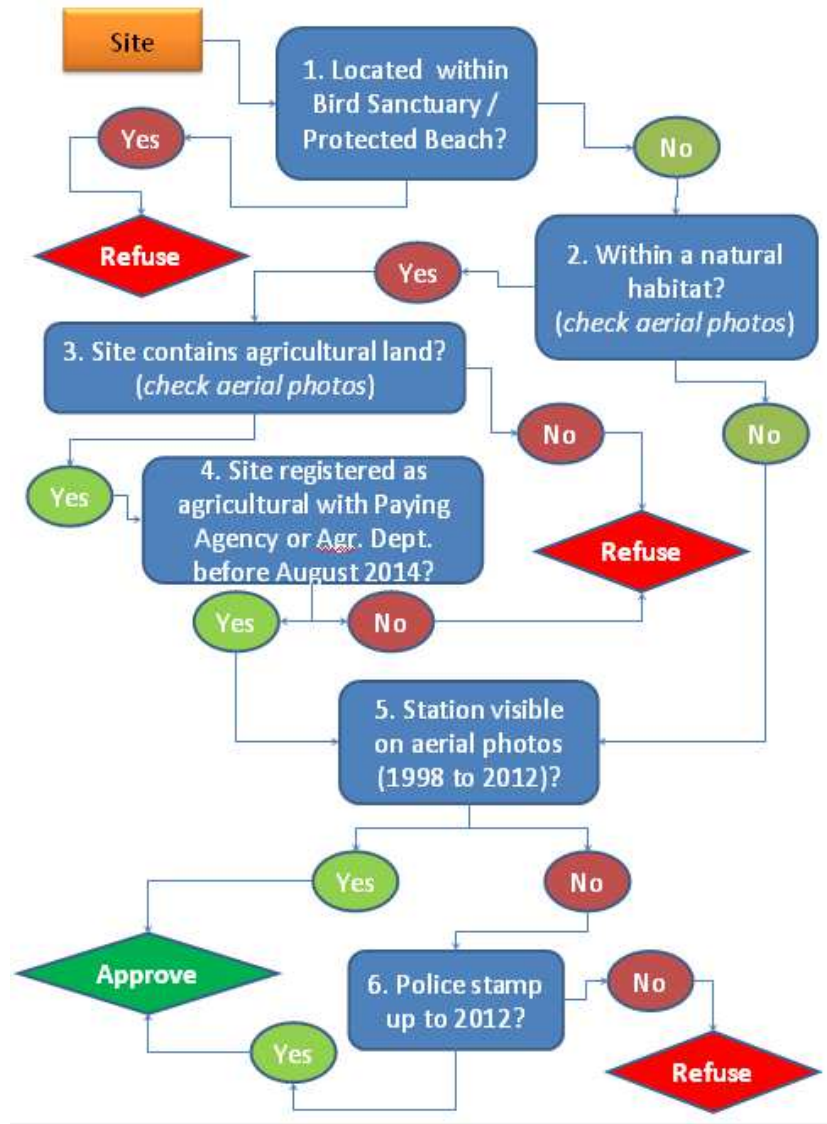 Site
1. Located within
Bird Sanctuary /
Protected Beach?
Yes
No
Refuse
2. Within a natural
habitat?
(check aerial photos)
Yes
3. Site contains agricultural land?
(check aerial photos)
No
No
Yes
4. Site registered as
agricultural with Paying
Agency or Agr. Dept.
before August 2014?
Refuse
Yes
No
5. Station visible
on aerial photos
(1998 to 2012)?
Yes
No
Approve
6. Police stamp
up to 2012?
No
Yes
Refuse